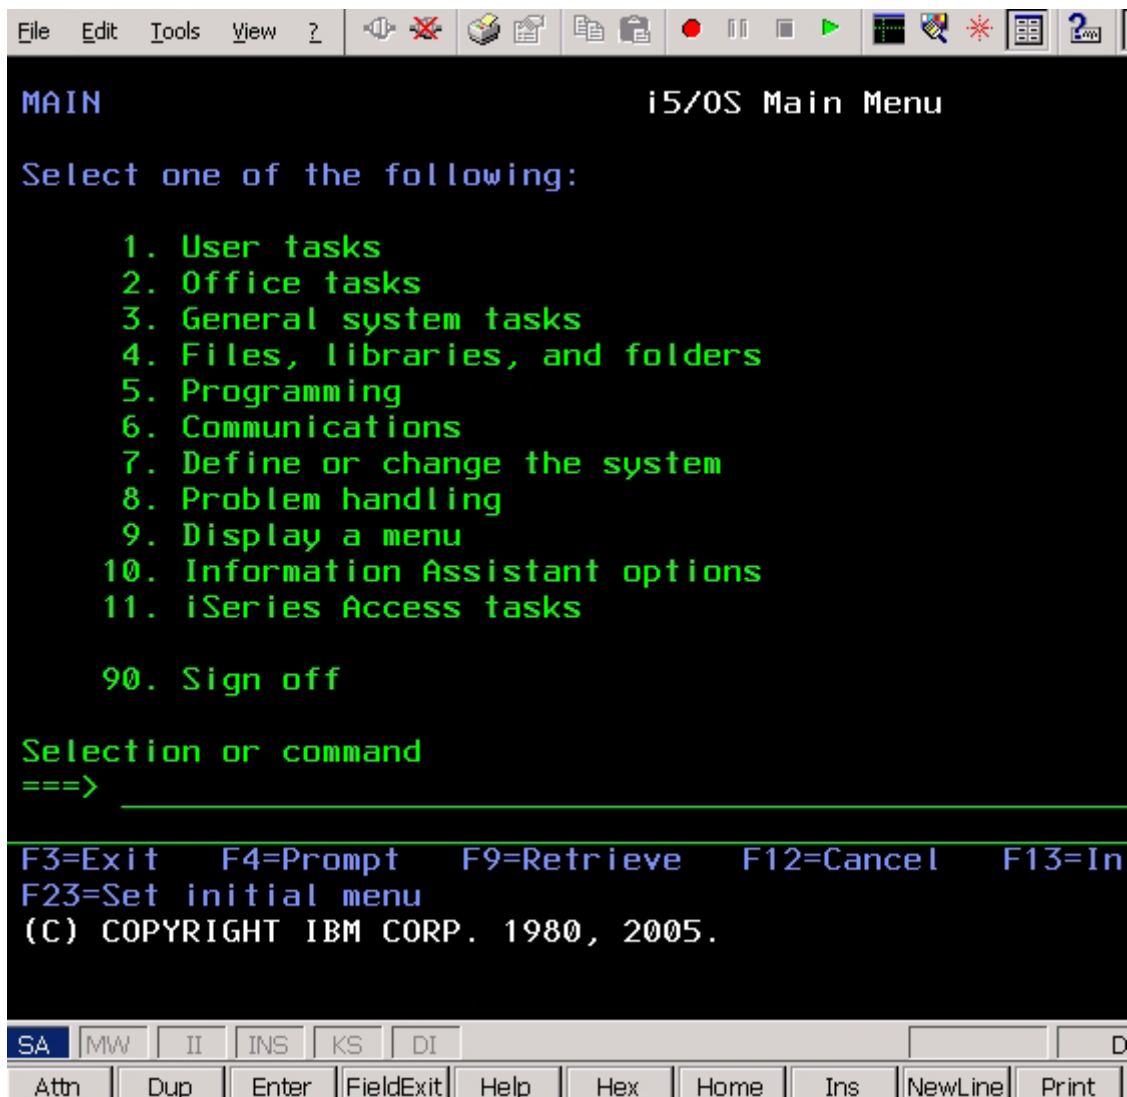 File Edit Tools View ?
MAIN i5/OS Main Menu
Select one of the following:
1. User tasks
2. Office tasks
3. General system tasks
4. Files, libraries, and folders
5. Programming
6. Communications
7. Define or change the system
8. Problem handling
9. Display a menu
10. Information Assistant options
11. iSeries Access tasks
90. Sign off
Selection or command
===>
F3=Exit F4=Prompt F9=Retrieve F12=Cancel F13=In
F23=Set initial menu
(C) COPYRIGHT IBM CORP. 1980, 2005.
SA MW II INS KS DI D
Attn Dup Enter FieldExit Help Hex Home Ins NewLine Print